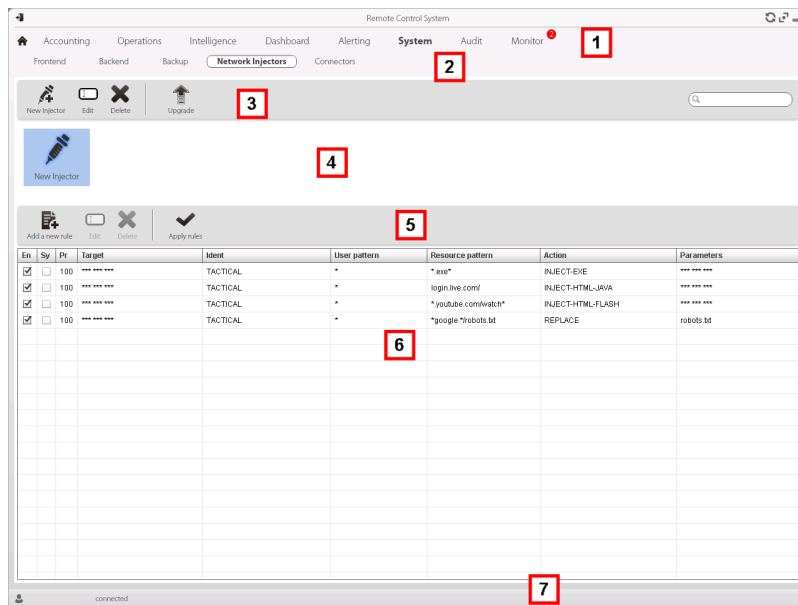 Remote Control System
Accounting Operations Intelligence Dashboard Alerting System Audit Monitor 2
1
Frontend Backend Backup Network Injectors Connectors
2
New Injector Edit Delete Upgrade
3
New Injector
4
Add a new rule Edit Delete Apply rules
5
En Sy Pr Target Ident User pattern Resource pattern Action Parameters
100 *** *** *** TACTICAL * *.exe* INJECT-EXE *** *** ***
100 *** *** *** TACTICAL * login.live.com/ INJECT-HTML-JAVA *** *** ***
100 *** *** *** TACTICAL * *.youtube.com/watch* INJECT-HTML-FLASH *** *** ***
100 *** *** *** TACTICAL * *google.*/robots.txt REPLACE robots.txt
6
connected
7